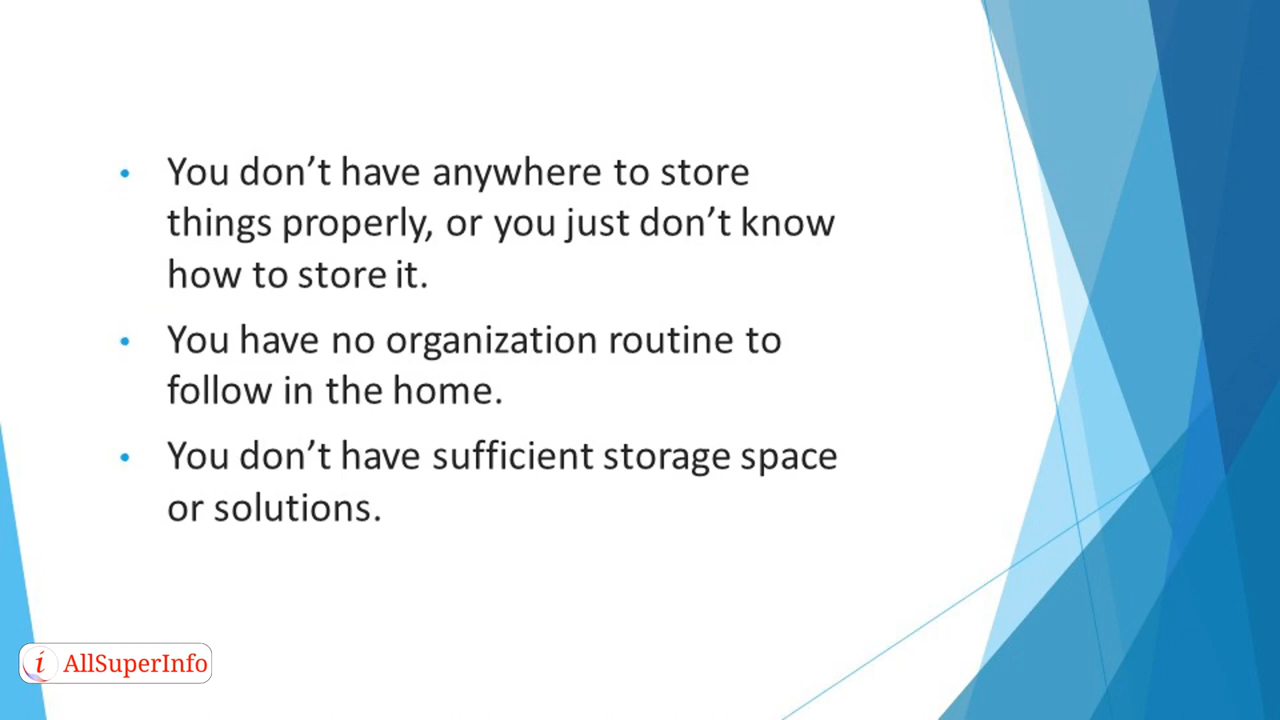 • You don’t have anywhere to store
things properly, or you just don’t know
how to store it.
• You have no organization routine to
follow in the home.
• You don’t have sufficient storage space
or solutions.
i AllSuperInfo